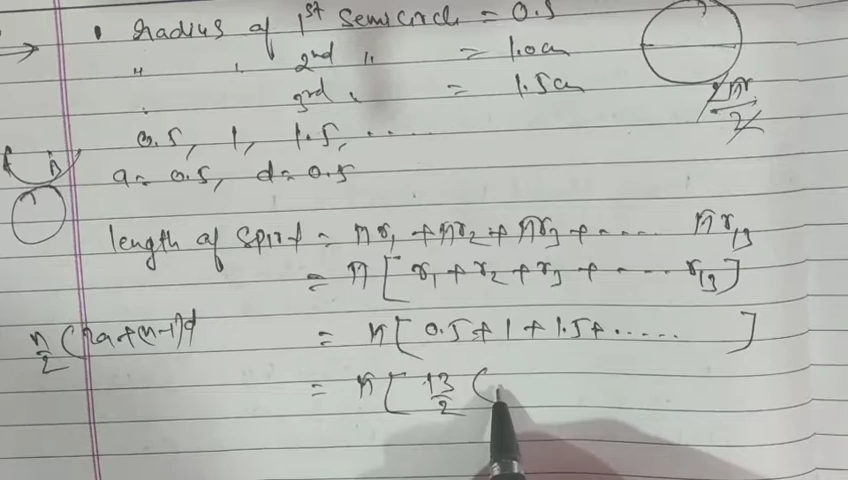 • Radius of 1st Semicircle = 0.5
" " 2nd " = 1.0cm
3rd " = 1.5cm
2πr/2
0.5, 1, 1.5, ......
A B
a = 0.5, d = 0.5
length of = πr₁ + πr₂ + πr₃ + ...... πr₁₃
= π[r₁ + r₂ + r₃ + ...... r₁₃]
n/2 (2a+(n-1)d = π[0.5 + 1 + 1.5 + ...... ]
= π[13/2 (